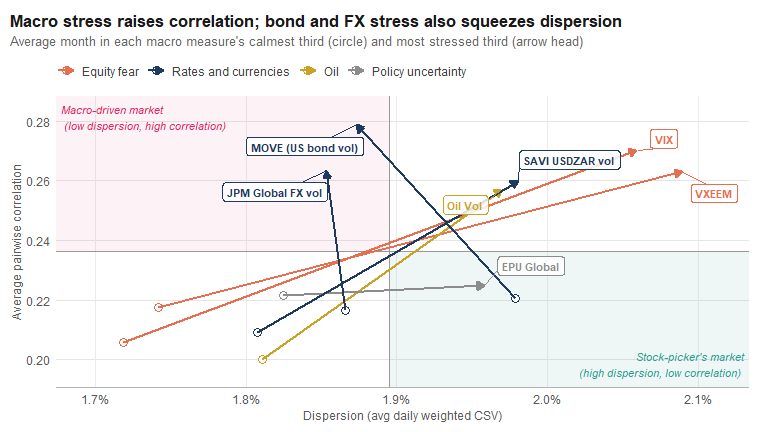 Macro stress raises correlation; bond and FX stress also squeezes dispersion
Average month in each macro measure's calmest third (circle) and most stressed third (arrow head)
Equity fear
Rates and currencies
Oil
Policy uncertainty
Macro-driven market
(low dispersion, high correlation)
MOVE (US bond vol)
JPM Global FX vol
SAVI USDZAR vol
VIX
VXEEM
Oil Vol
EPU Global
Stock-picker's market
(high dispersion, low correlation)
Average pairwise correlation
0.28
0.26
0.24
0.22
0.20
1.7%
1.8%
1.9%
2.0%
2.1%
Dispersion (avg daily weighted CSV)